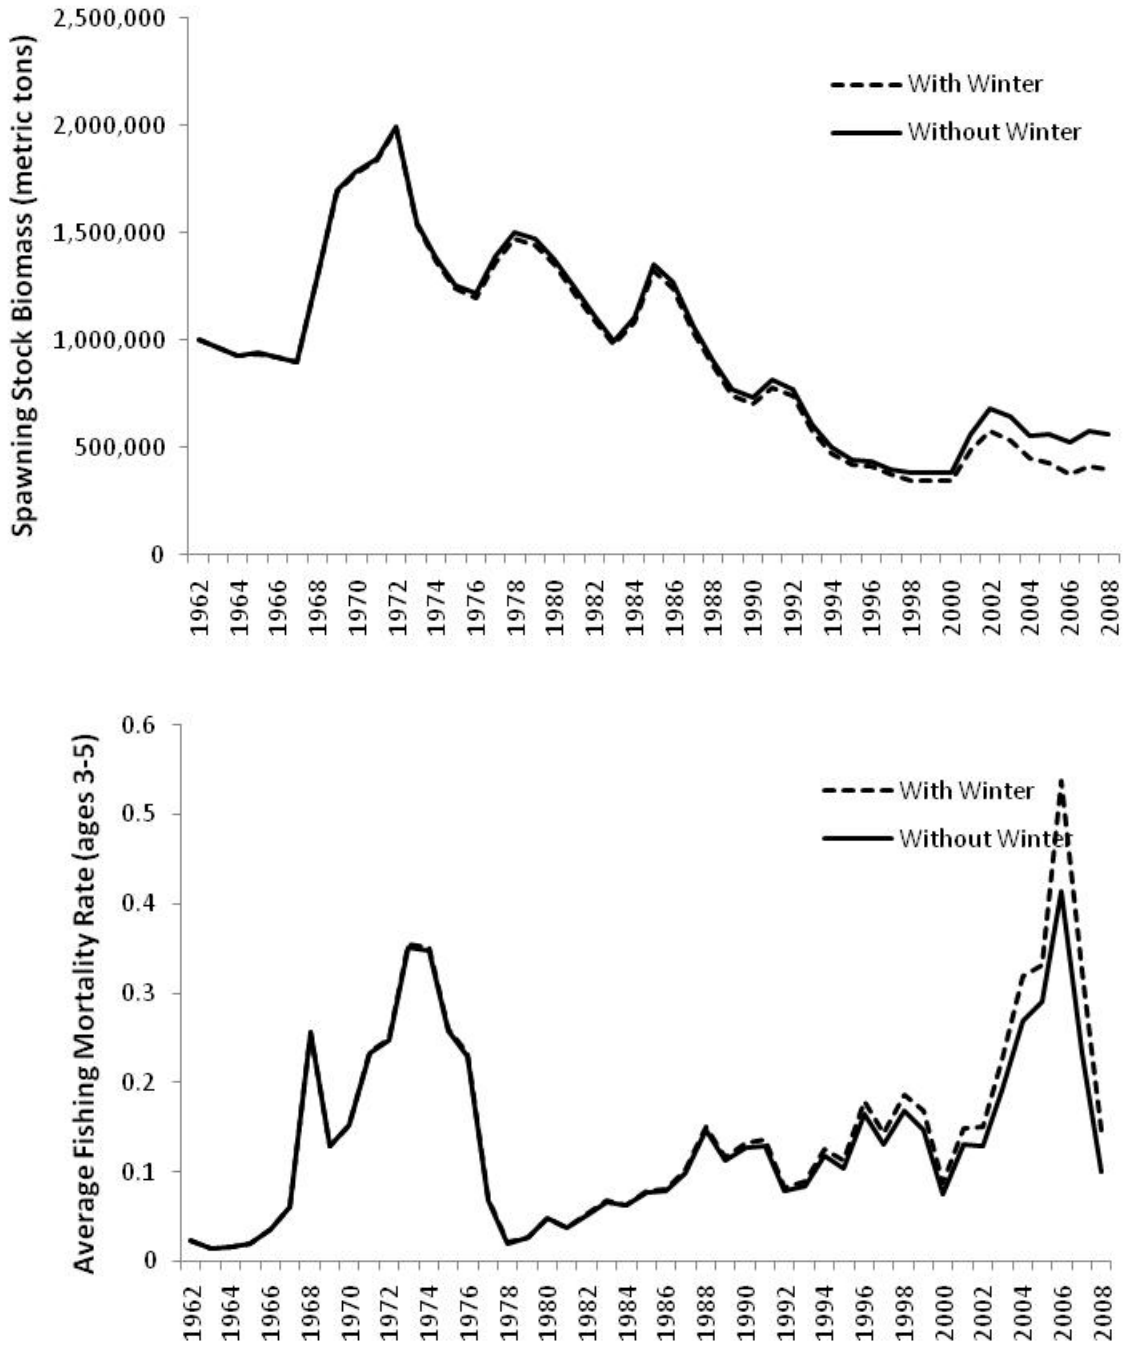 Spawning Stock Biomass (metric tons)
2,500,000
2,000,000
1,500,000
1,000,000
500,000
0
With Winter
Without Winter
1962 1964 1966 1968 1970 1972 1974 1976 1978 1980 1982 1984 1986 1988 1990 1992 1994 1996 1998 2000 2002 2004 2006 2008
Average Fishing Mortality Rate (ages 3-5)
0.6
0.5
0.4
0.3
0.2
0.1
0
With Winter
Without Winter
1962 1964 1966 1968 1970 1972 1974 1976 1978 1980 1982 1984 1986 1988 1990 1992 1994 1996 1998 2000 2002 2004 2006 2008